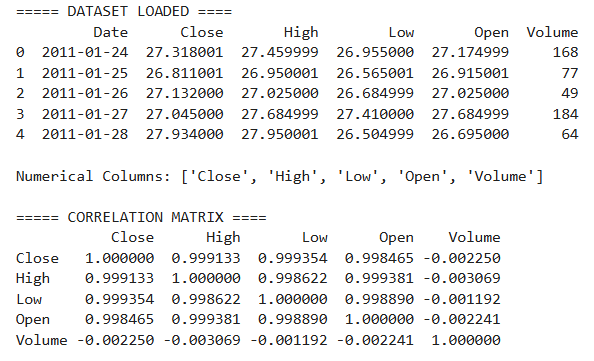 ===== DATASET LOADED ====
Date Close High Low Open Volume
0 2011-01-24 27.318001 27.459999 26.955000 27.174999 168
1 2011-01-25 26.811001 26.950001 26.565001 26.915001 77
2 2011-01-26 27.132000 27.025000 26.684999 27.025000 49
3 2011-01-27 27.045000 27.684999 27.410000 27.684999 184
4 2011-01-28 27.934000 27.950001 26.504999 26.695000 64
Numerical Columns: ['Close', 'High', 'Low', 'Open', 'Volume']
===== CORRELATION MATRIX ====
Close High Low Open Volume
Close 1.000000 0.999133 0.999354 0.998465 -0.002250
High 0.999133 1.000000 0.998622 0.999381 -0.003069
Low 0.999354 0.998622 1.000000 0.998890 -0.001192
Open 0.998465 0.999381 0.998890 1.000000 -0.002241
Volume -0.002250 -0.003069 -0.001192 -0.002241 1.000000